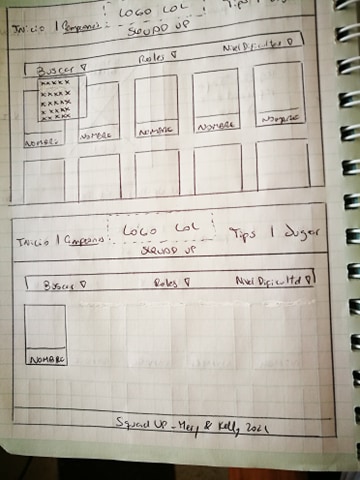 LOGO LOL
Tips | Jugar
Inicio | Campeones
SQUAD UP
Buscar Roles Nivel Dificultad
xxxxx
xxxxx
xxxxx
xxxxx
xxxxx
NOMBRE NOMBRE NOMBRE NOMBRE NOMBRE
LOGO LOL
Inicio | Campeones Tips | Jugar
SQUAD UP
Buscar Roles Nivel Dificultad
NOMBRE
Squad UP - Mery & Kelly 2021